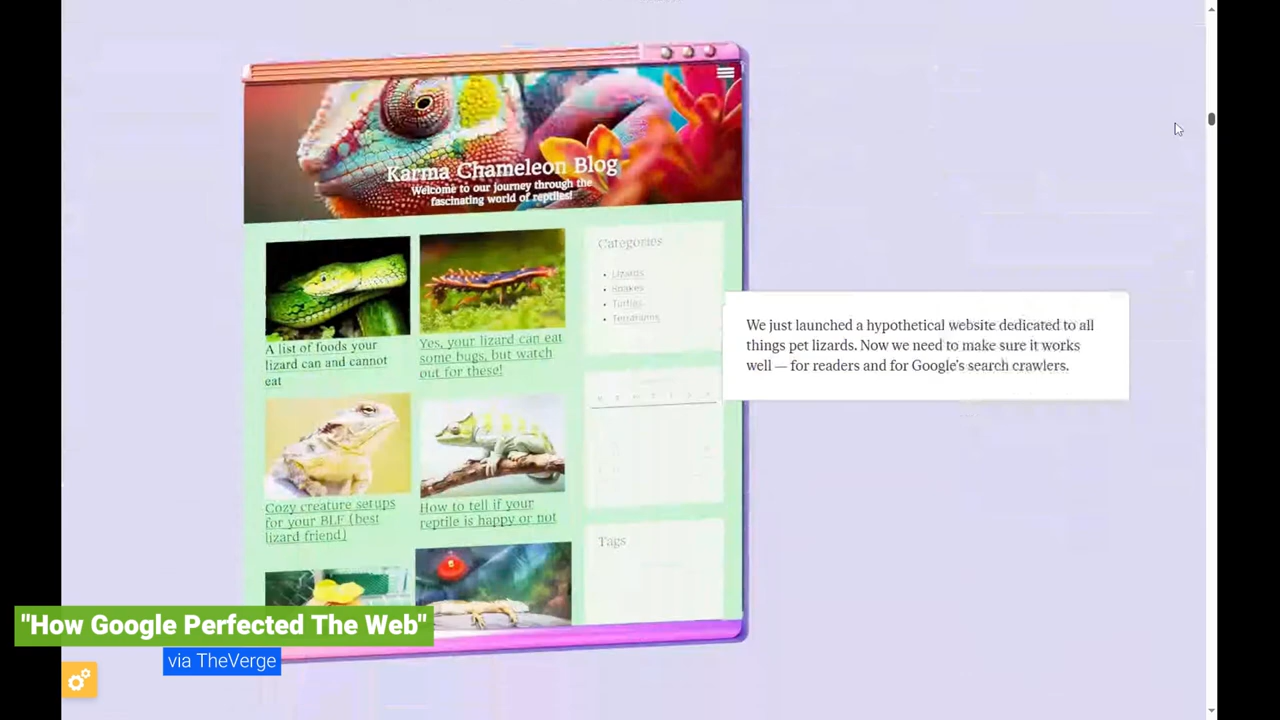 Karma Chameleon Blog
Welcome to our journey through the
fascinating world of reptiles!
A list of foods your
lizard can and cannot
eat
Yes, your lizard can eat
some bugs, but watch
out for these!
Cozy creature setups
for your BLF (best
lizard friend)
How to tell if your
reptile is happy or not
Categories
Lizards
Snakes
Turtles
Terrariums
Tags
We just launched a hypothetical website dedicated to all
things pet lizards. Now we need to make sure it works
well — for readers and for Google's search crawlers.
"How Google Perfected The Web"
via TheVerge